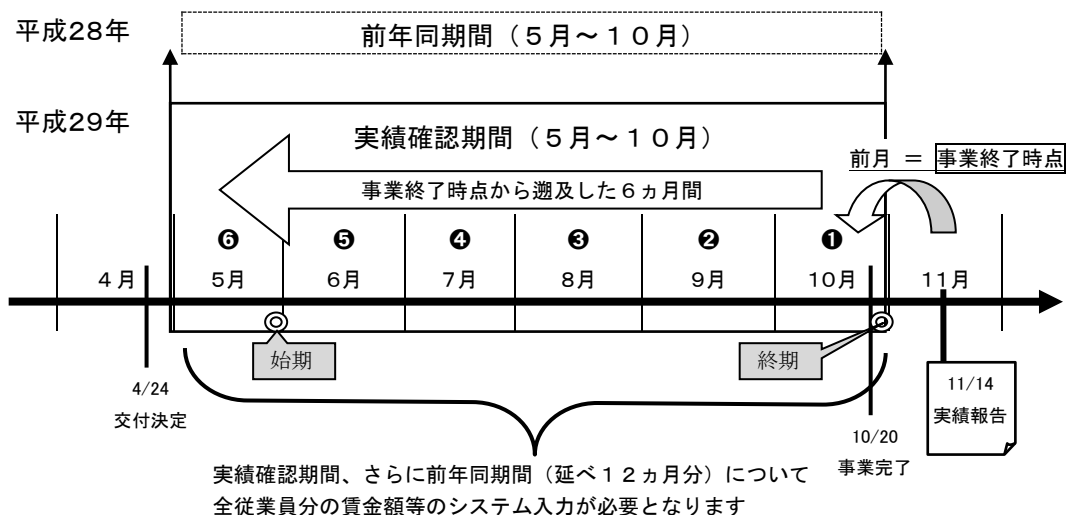 平成28年
前年同期間（５月～１０月）
平成29年
実績確認期間（５月～１０月）
前月 ＝ 事業終了時点
事業終了時点から遡及した６ヵ月間
❻ ❺ ❹ ❸ ❷ ❶
４月 ５月 ６月 ７月 ８月 ９月 10月 11月
始期
終期
4/24
交付決定
11/14
実績報告
10/20
事業完了
実績確認期間、さらに前年同期間（延べ１２ヵ月分）について
全従業員分の賃金額等のシステム入力が必要となります